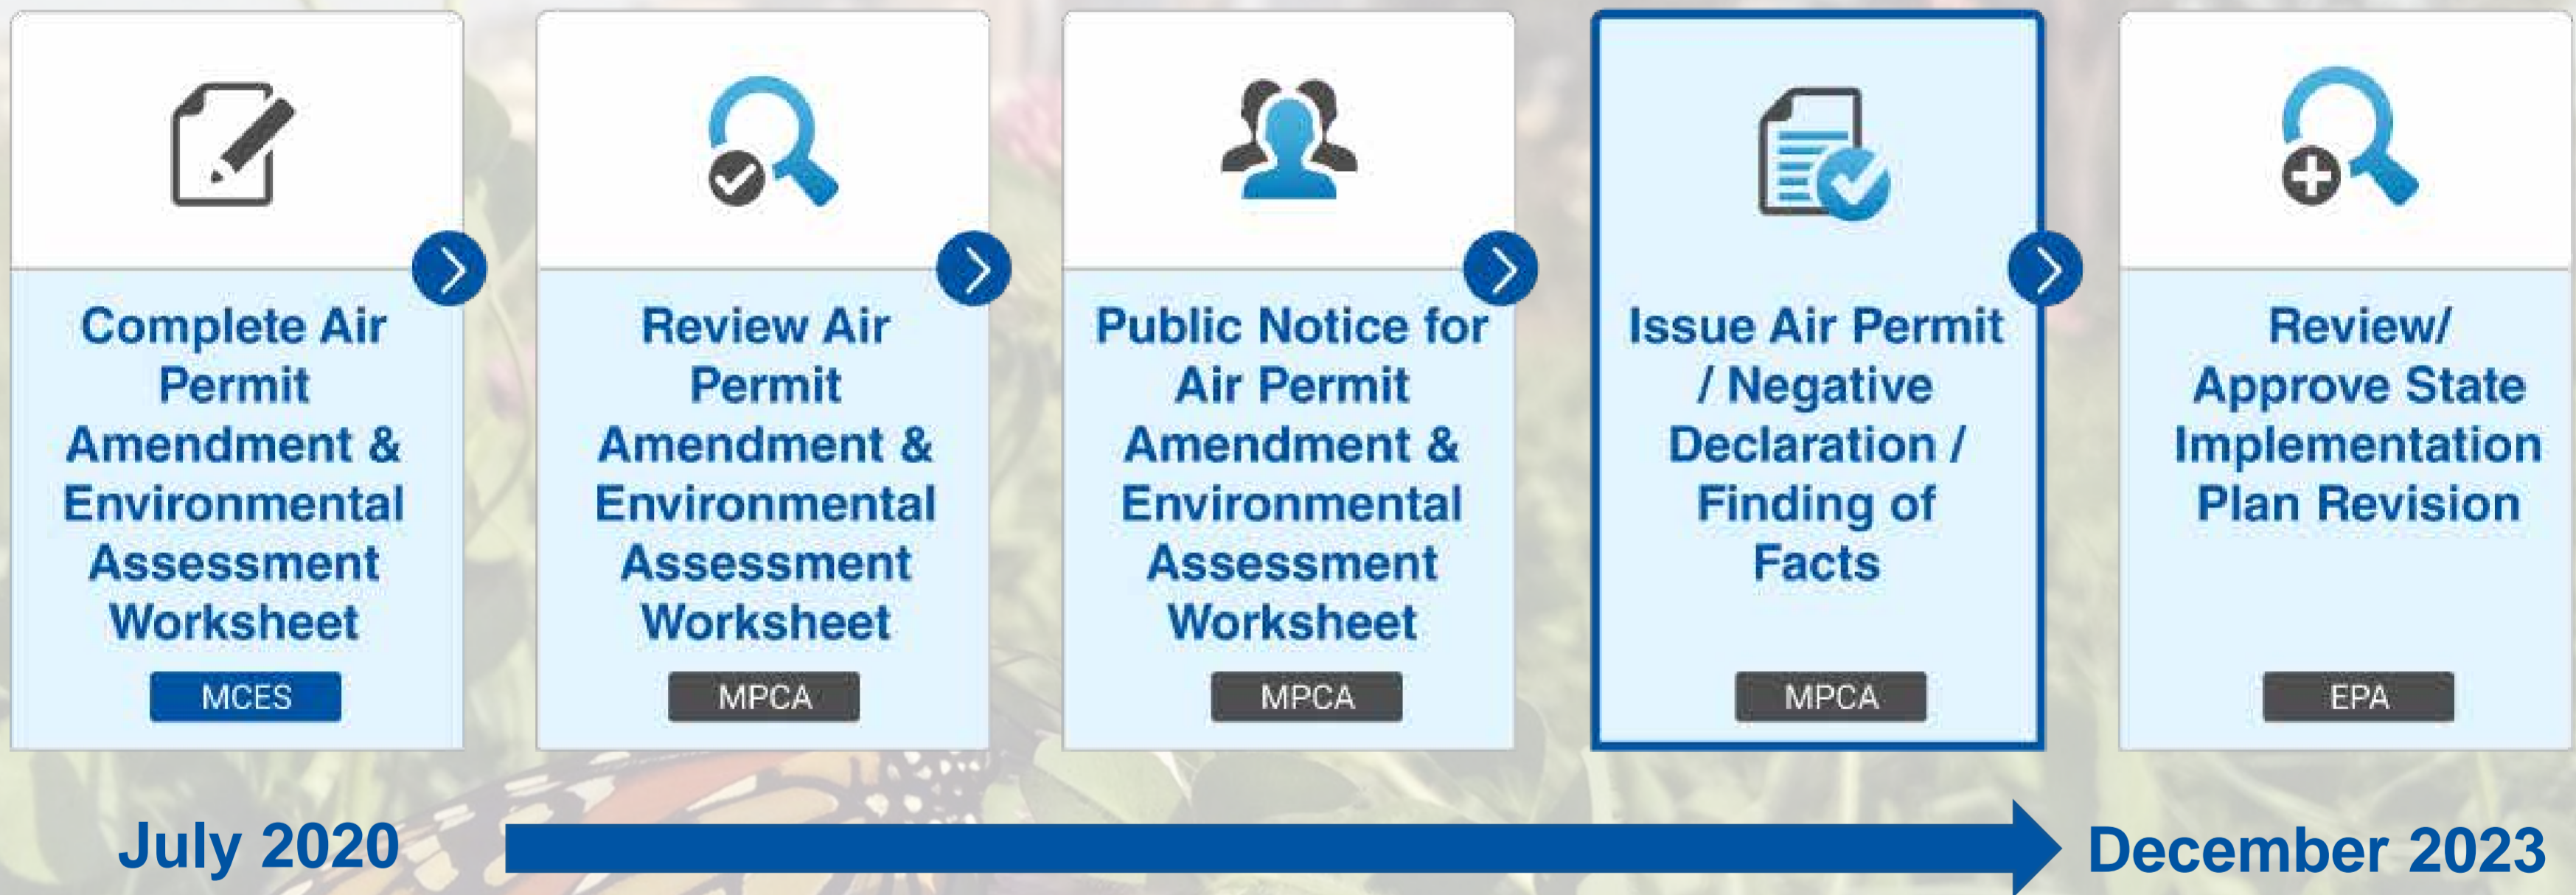 Complete Air
Permit
Amendment &
Environmental
Assessment
Worksheet
MCES
Review Air
Permit
Amendment &
Environmental
Assessment
Worksheet
MPCA
Public Notice for
Air Permit
Amendment &
Environmental
Assessment
Worksheet
MPCA
Issue Air Permit
/ Negative
Declaration /
Finding of
Facts
MPCA
Review/
Approve State
Implementation
Plan Revision
EPA
July 2020
December 2023